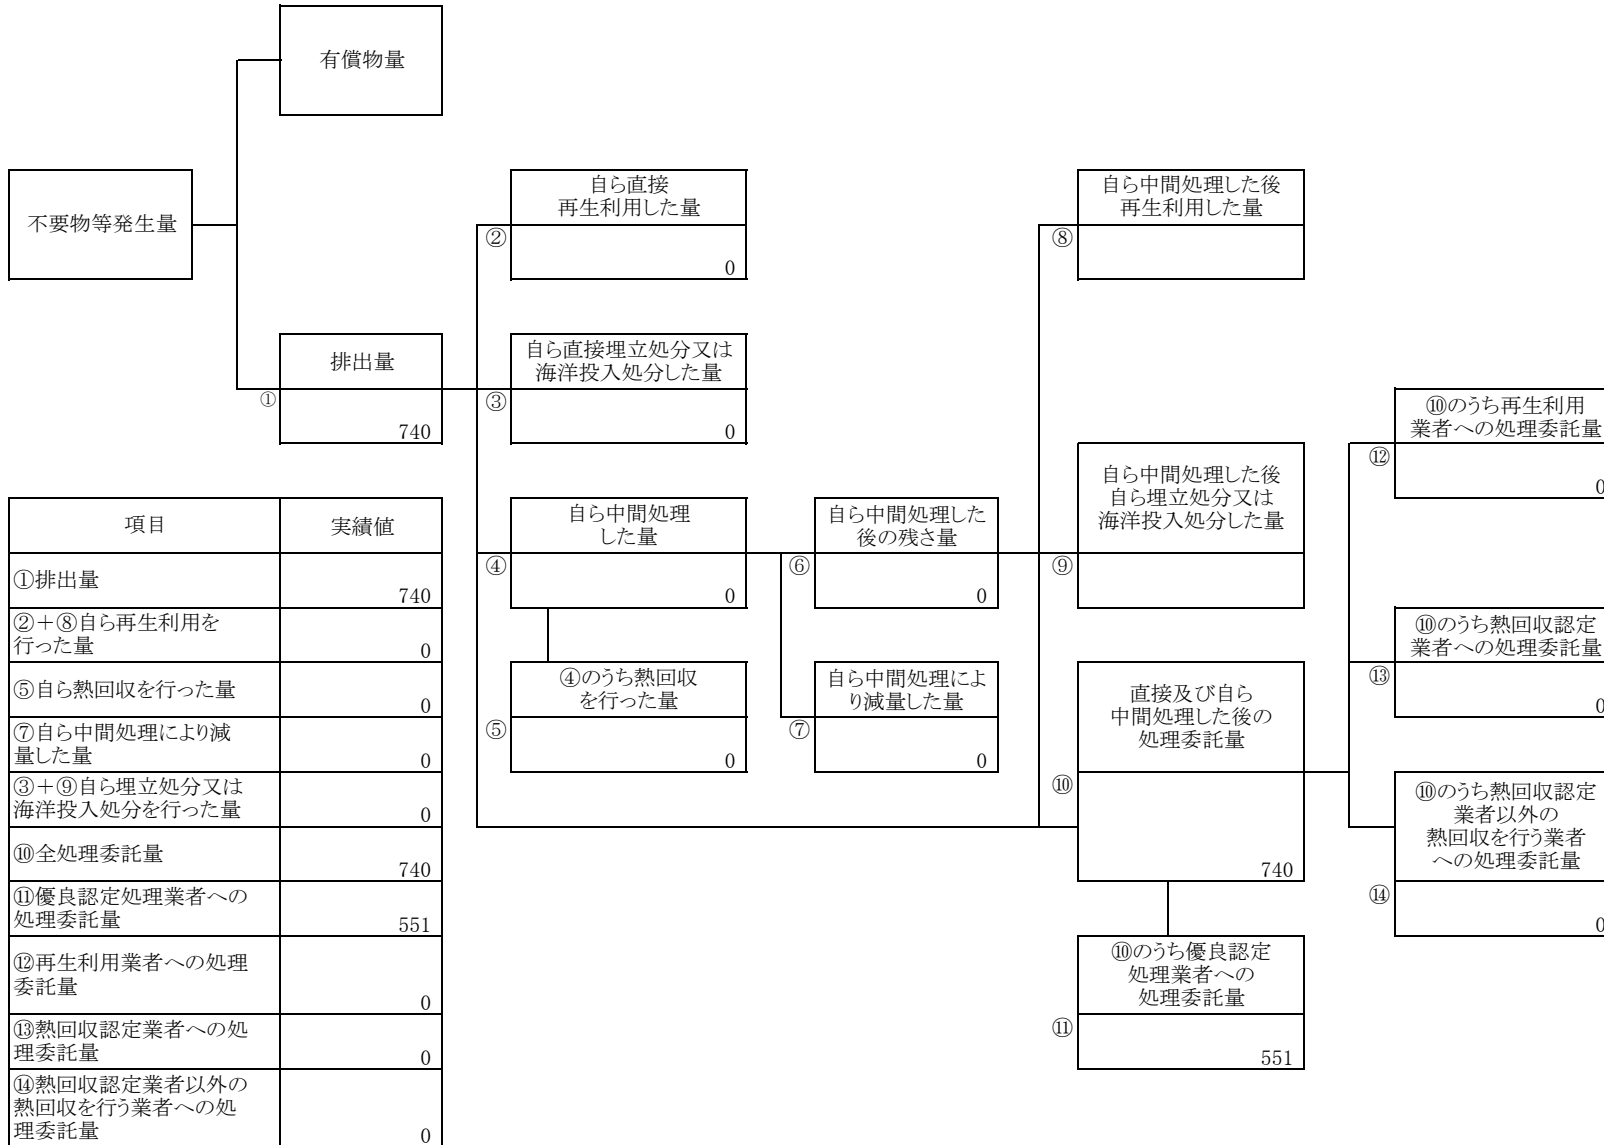 有償物量
不要物等発生量
自ら直接
再生利用した量
②
0
自ら中間処理した後
再生利用した量
⑧
排出量
①
740
自ら直接埋立処分又は
海洋投入処分した量
③
0
⑩のうち再生利用
業者への処理委託量
⑫
0
自ら中間処理
した量
④
0
自ら中間処理した
後の残さ量
⑥
0
自ら中間処理した後
自ら埋立処分又は
海洋投入処分した量
⑨
⑩のうち熱回収認定
業者への処理委託量
⑬
0
④のうち熱回収
を行った量
⑤
0
自ら中間処理によ
り減量した量
⑦
0
直接及び自ら
中間処理した後の
処理委託量
⑩
740
⑩のうち熱回収認定
業者以外の
熱回収を行う業者
への処理委託量
⑭
0
⑩のうち優良認定
処理業者への
処理委託量
⑪
551
項目 実績値
①排出量
740
②+⑧自ら再生利用を
行った量
0
⑤自ら熱回収を行った量
0
⑦自ら中間処理により減
量した量
0
③+⑨自ら埋立処分又は
海洋投入処分を行った量
0
⑩全処理委託量
740
⑪優良認定処理業者への
処理委託量
551
⑫再生利用業者への処理
委託量
0
⑬熱回収認定業者への処
理委託量
0
⑭熱回収認定業者以外の
熱回収を行う業者への処
理委託量
0